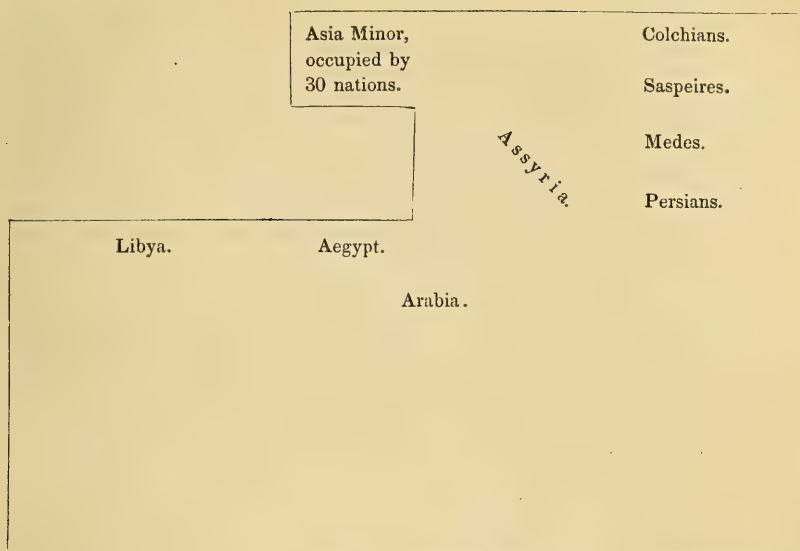 Asia Minor,
occupied by
30 nations.
Colchians.
Saspeires.
Medes.
Assyria.
Persians.
Libya.
Aegypt.
Arabia.